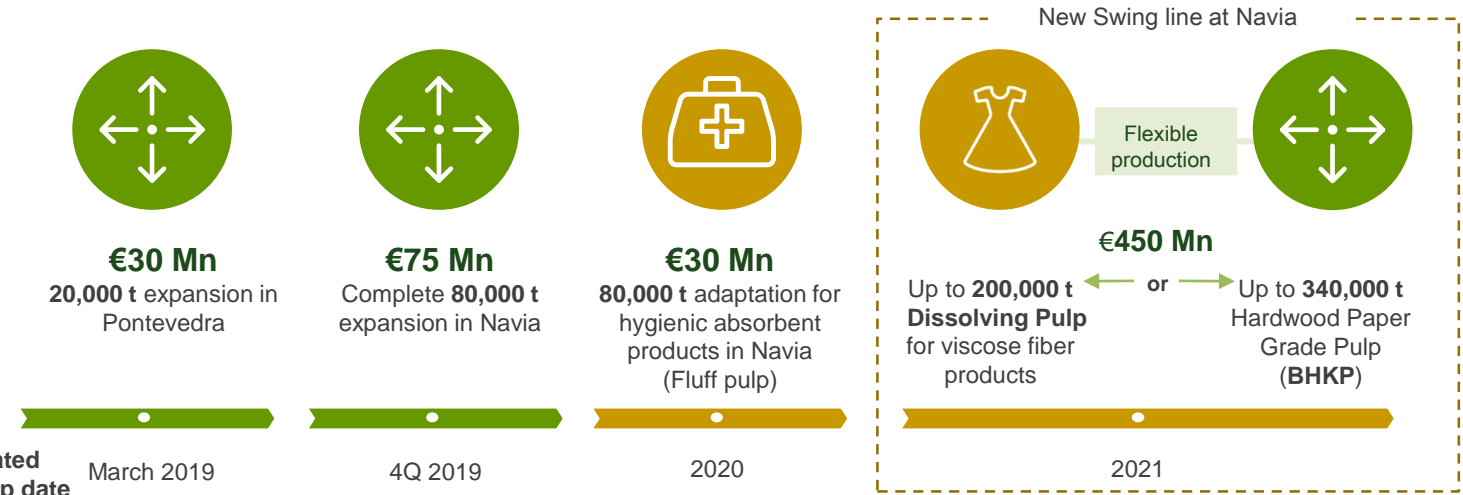 New Swing line at Navia
Flexible
production
€30 Mn
20,000 t expansion in
Pontevedra
€75 Mn
Complete 80,000 t
expansion in Navia
€30 Mn
80,000 t adaptation for
hygienic absorbent
products in Navia
(Fluff pulp)
€450 Mn
Up to 200,000 t
Dissolving Pulp
for viscose fiber
products
or
Up to 340,000 t
Hardwood Paper
Grade Pulp
(BHKP)
date
March 2019
4Q 2019
2020
2021